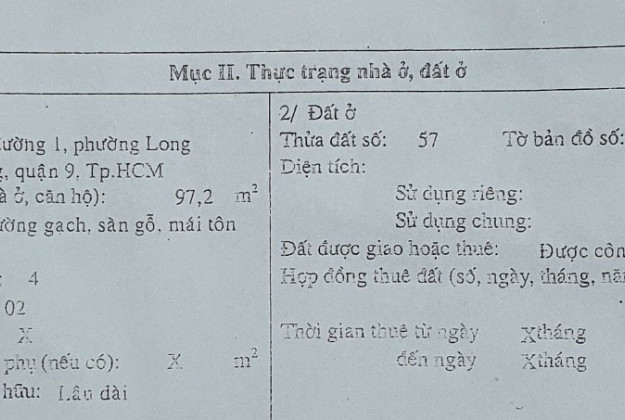 Mục II. Thực trạng nhà ở, đất ở
đường 1, phường Long
quận 9, Tp.HCM
ở, căn hộ): 97,2 m²
tường gạch, sàn gỗ, mái tôn
: 4
02
X
phụ (nếu có): X m²
hữu: Lâu dài
2/ Đất ở
Thửa đất số: 57 Tờ bản đồ số:
Diện tích:
Sử dụng riêng:
Sử dụng chung:
Đất được giao hoặc thuê: Được côn
Hợp đồng thuê đất (số, ngày, tháng, nă
Thời gian thuê từ ngày Xtháng
đến ngày Xtháng